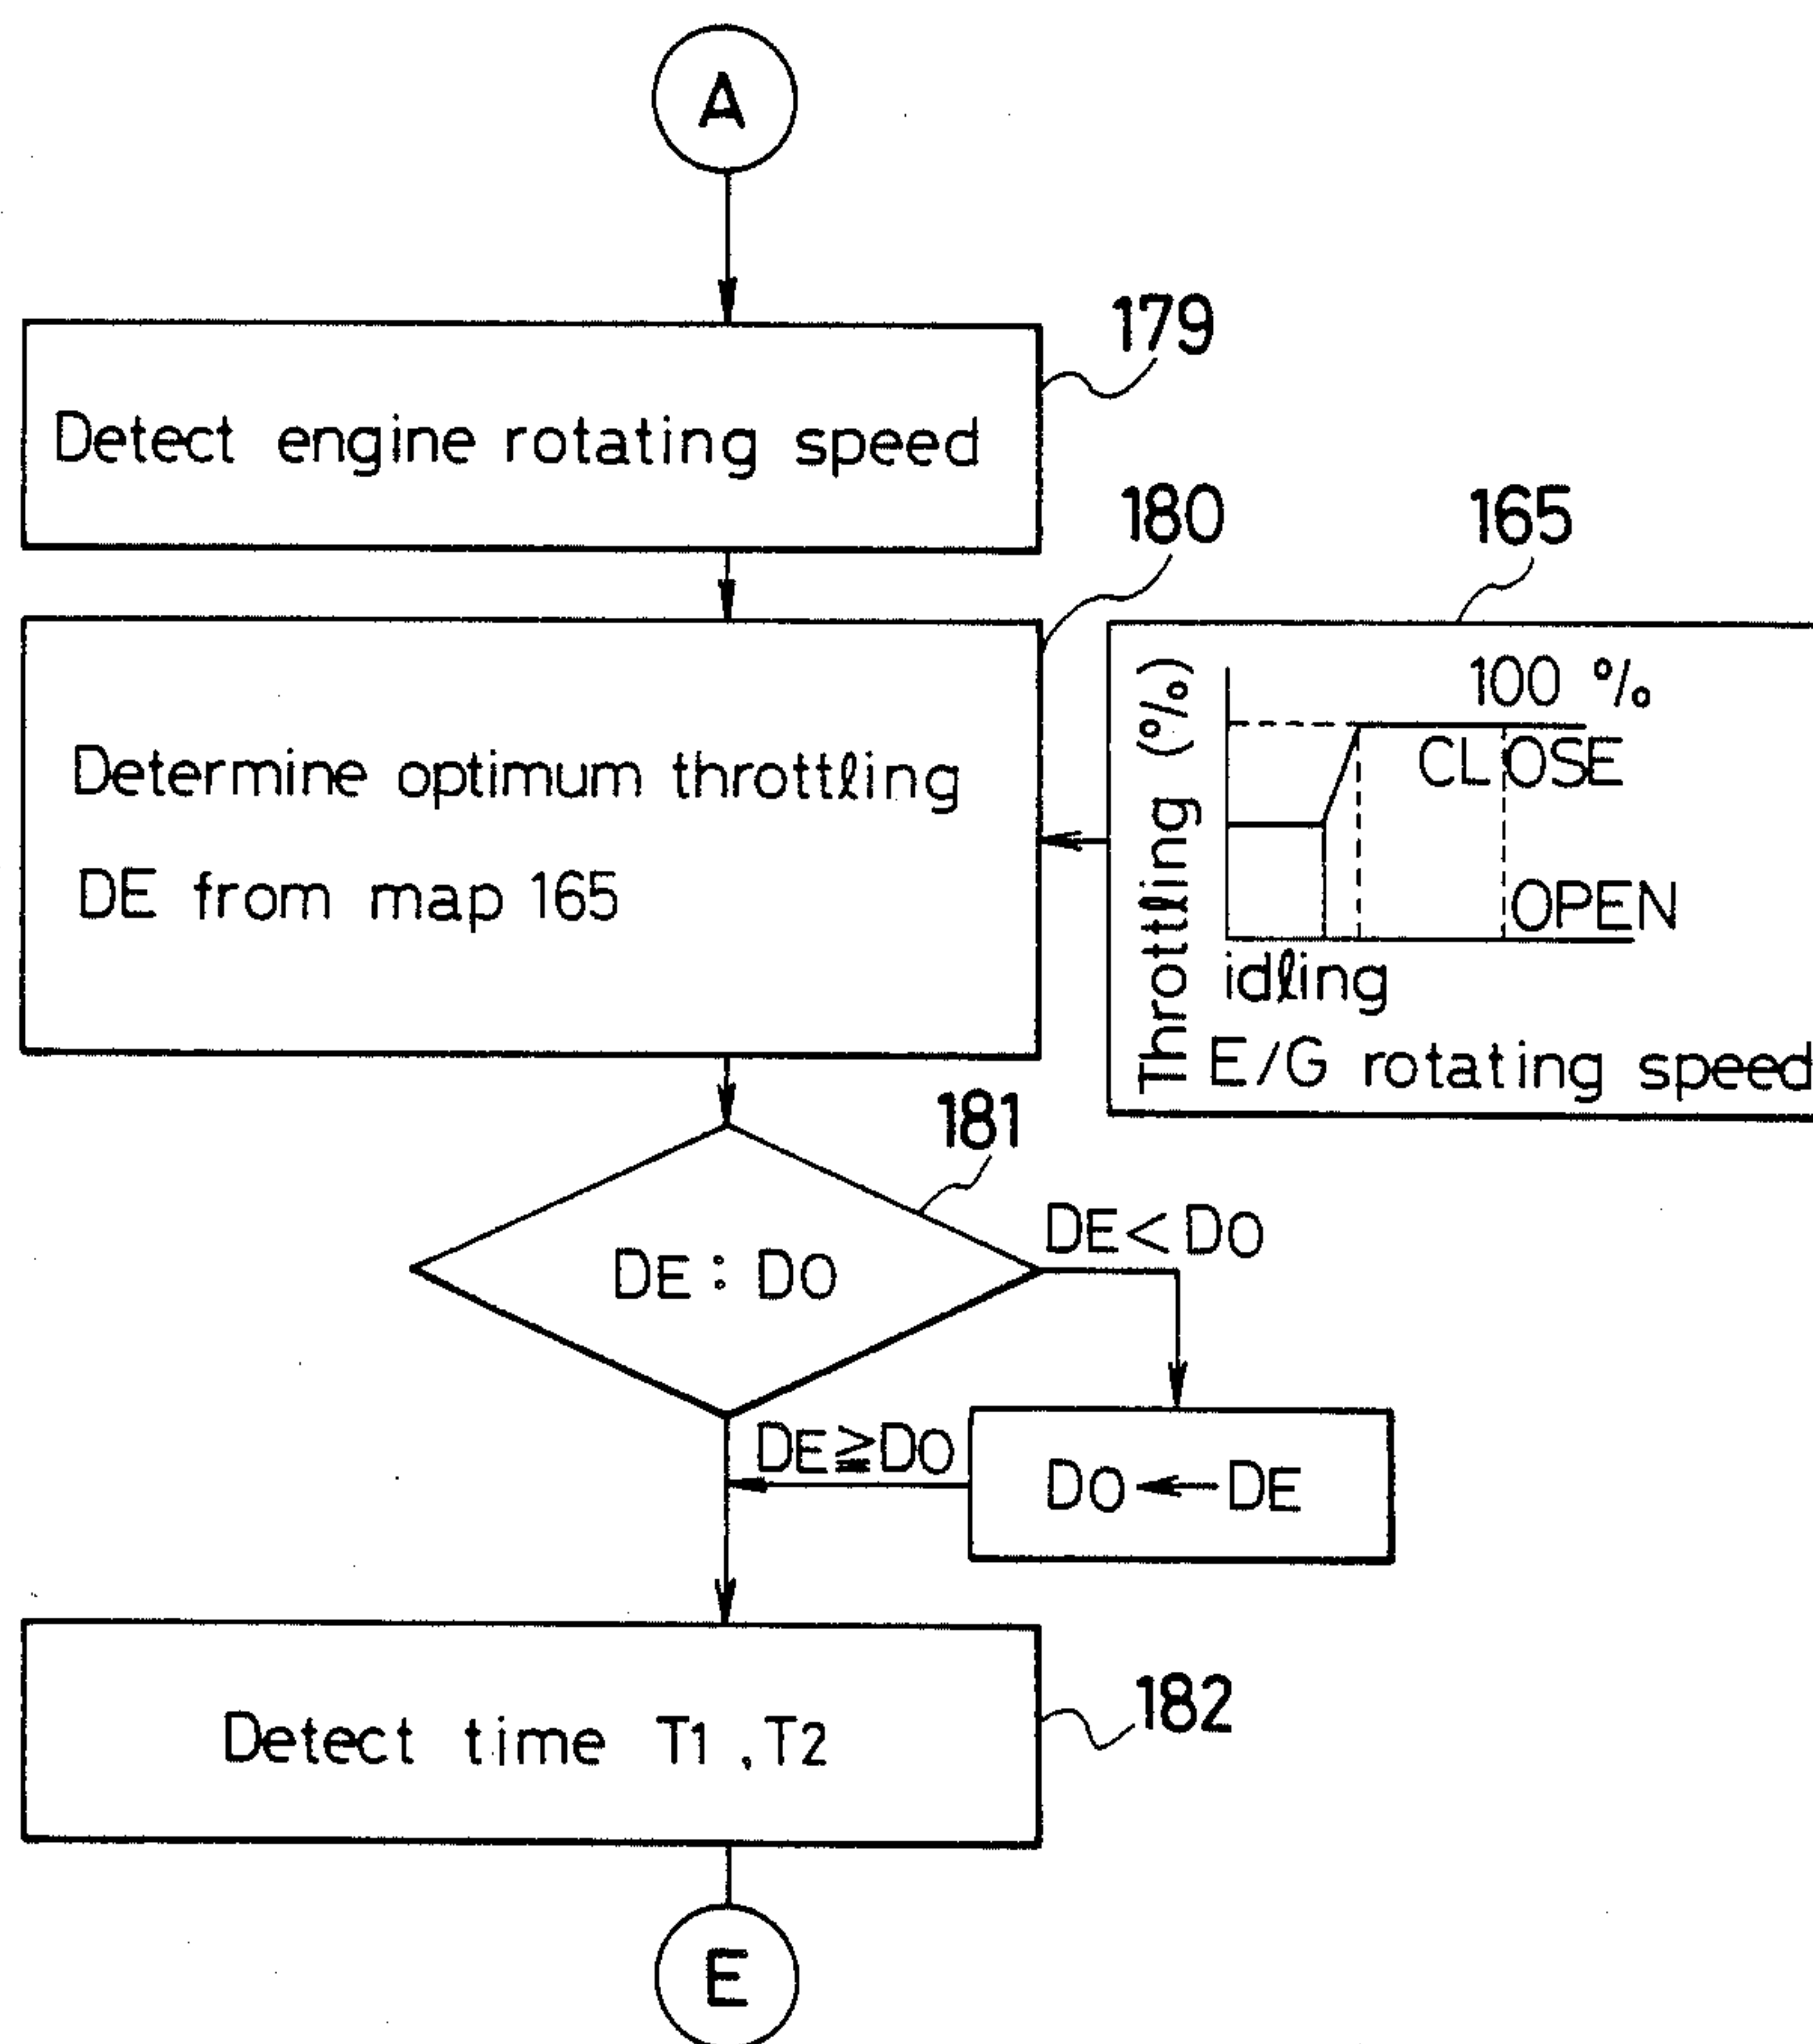 A
179
Detect engine rotating speed
180
165
Determine optimum throttling
DE from map 165
Throttling (%)
100 %
CLOSE
OPEN
idling
E/G rotating speed
181
DE : DO
DE < DO
DE ≧ DO
DO ← DE
182
Detect time T1 , T2
E